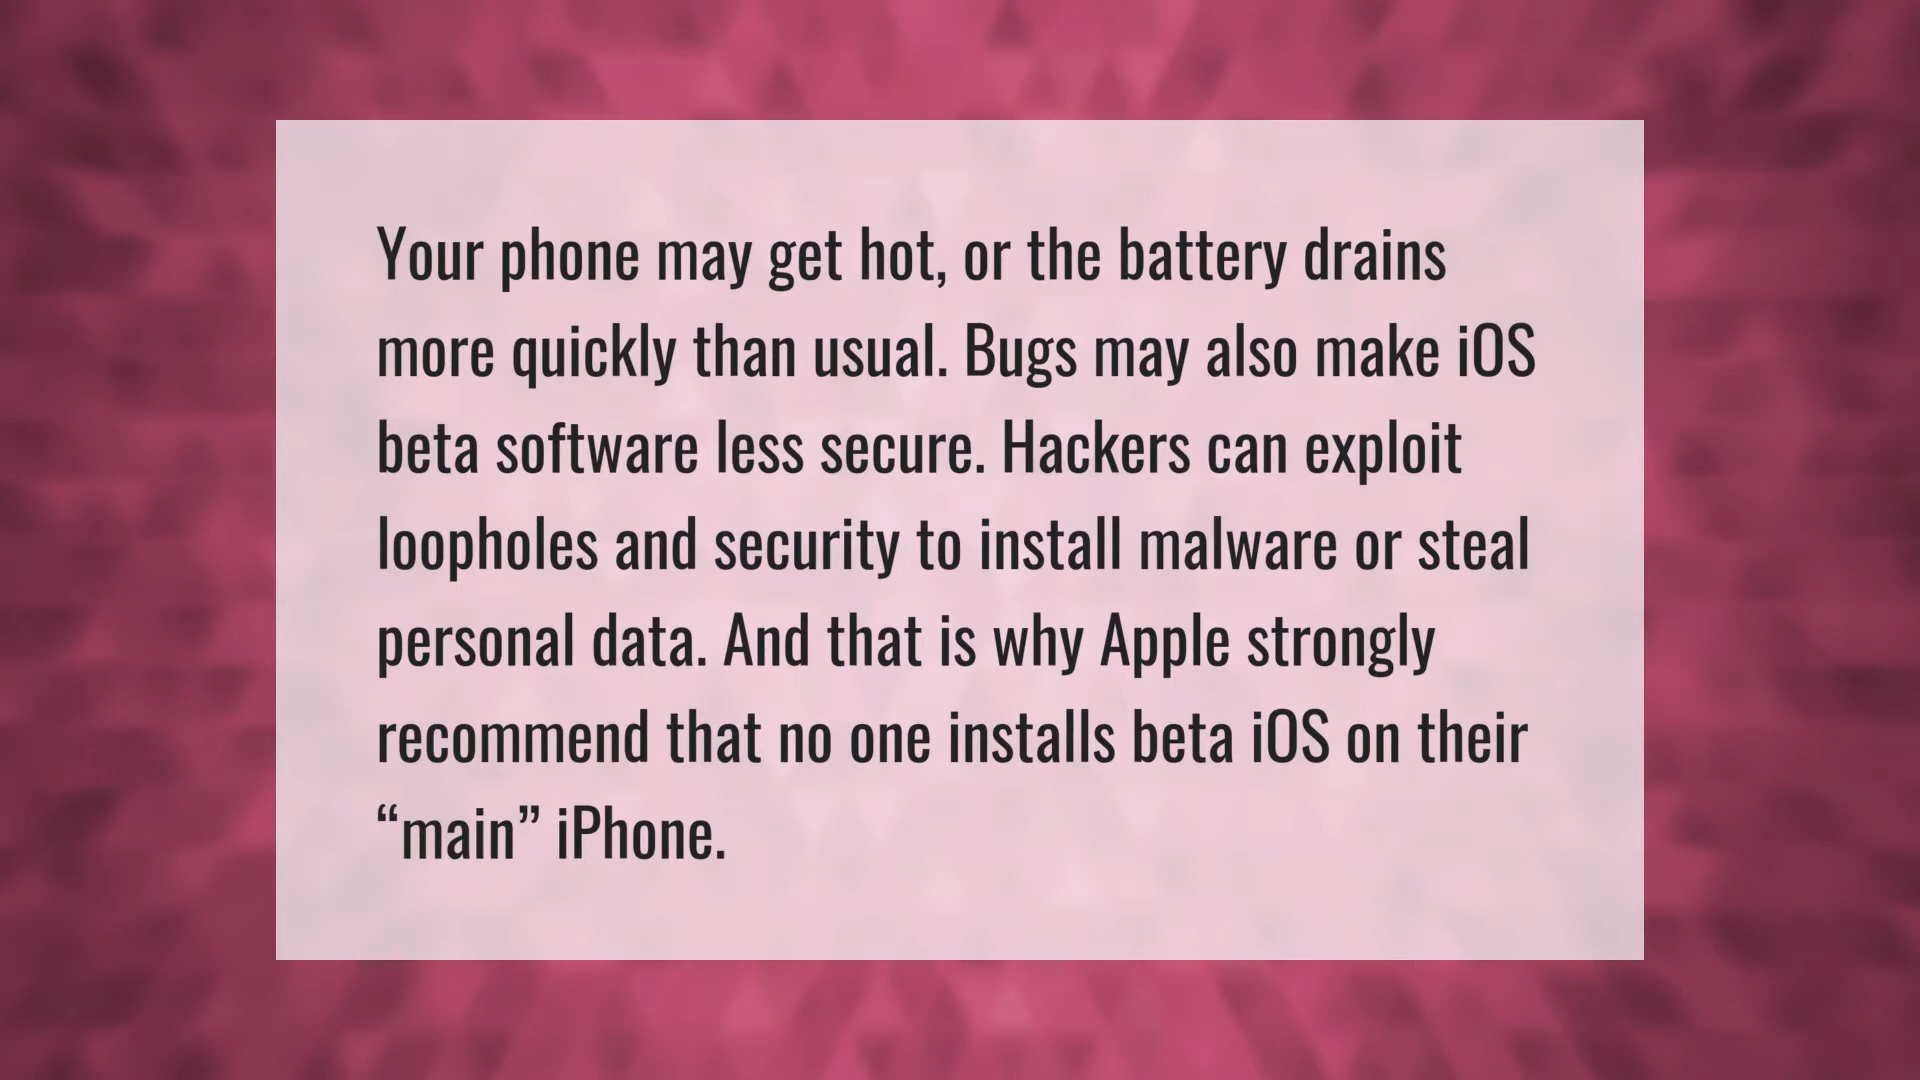 Your phone may get hot, or the battery drains
more quickly than usual. Bugs may also make iOS
beta software less secure. Hackers can exploit
loopholes and security to install malware or steal
personal data. And that is why Apple strongly
recommend that no one installs beta iOS on their
“main” iPhone.